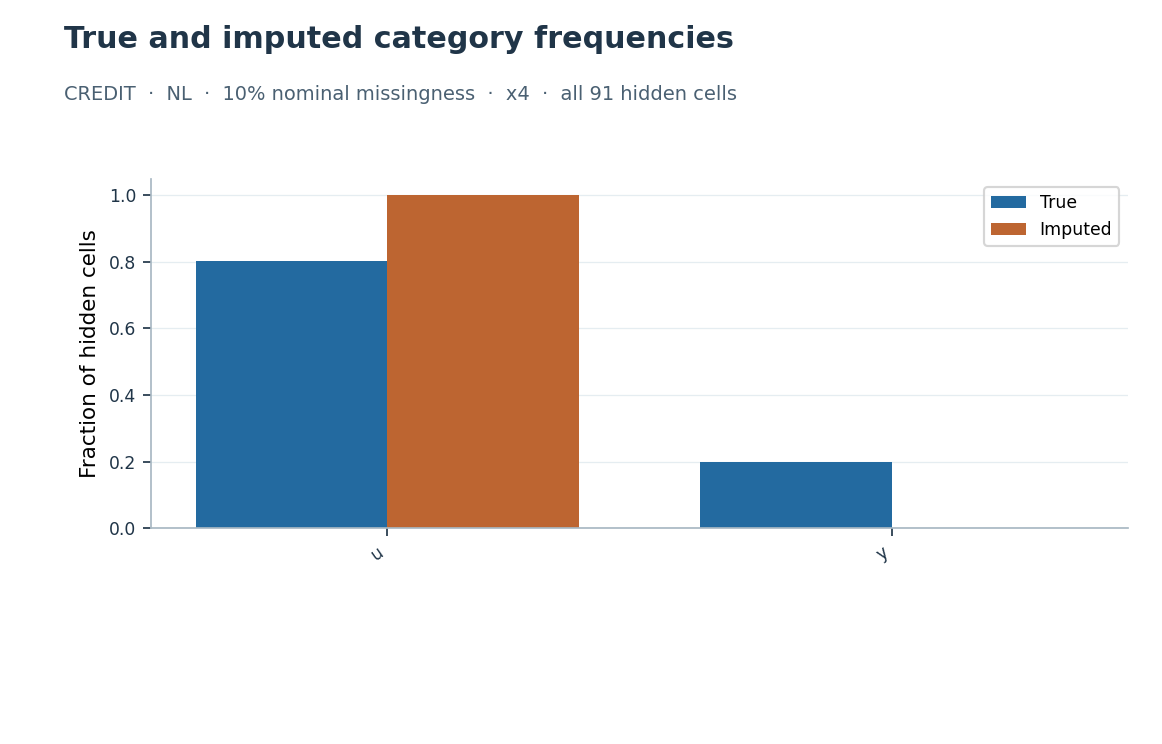 True and imputed category frequencies
CREDIT · NL · 10% nominal missingness · x4 · all 91 hidden cells
Fraction of hidden cells
1.0
0.8
0.6
0.4
0.2
0.0
True
Imputed
u
y